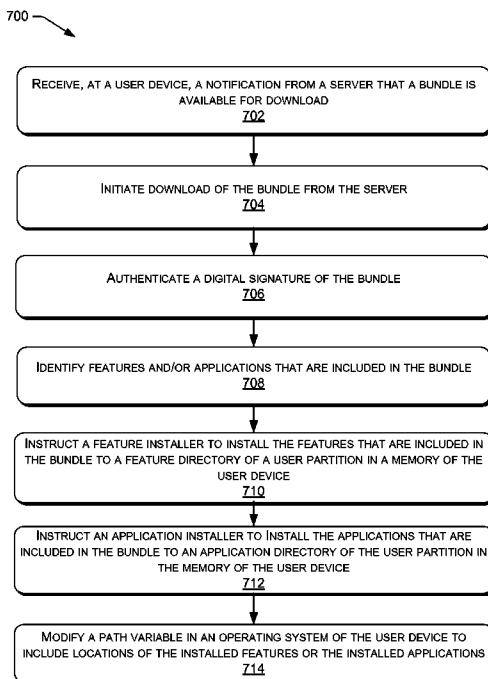 700
RECEIVE, AT A USER DEVICE, A NOTIFICATION FROM A SERVER THAT A BUNDLE IS
AVAILABLE FOR DOWNLOAD
702
INITIATE DOWNLOAD OF THE BUNDLE FROM THE SERVER
704
AUTHENTICATE A DIGITAL SIGNATURE OF THE BUNDLE
706
IDENTIFY FEATURES AND/OR APPLICATIONS THAT ARE INCLUDED IN THE BUNDLE
708
INSTRUCT A FEATURE INSTALLER TO INSTALL THE FEATURES THAT ARE INCLUDED IN
THE BUNDLE TO A FEATURE DIRECTORY OF A USER PARTITION IN A MEMORY OF THE
USER DEVICE
710
INSTRUCT AN APPLICATION INSTALLER TO INSTALL THE APPLICATIONS THAT ARE
INCLUDED IN THE BUNDLE TO AN APPLICATION DIRECTORY OF THE USER PARTITION IN
THE MEMORY OF THE USER DEVICE
712
MODIFY A PATH VARIABLE IN AN OPERATING SYSTEM OF THE USER DEVICE TO
INCLUDE LOCATIONS OF THE INSTALLED FEATURES OR THE INSTALLED APPLICATIONS
714